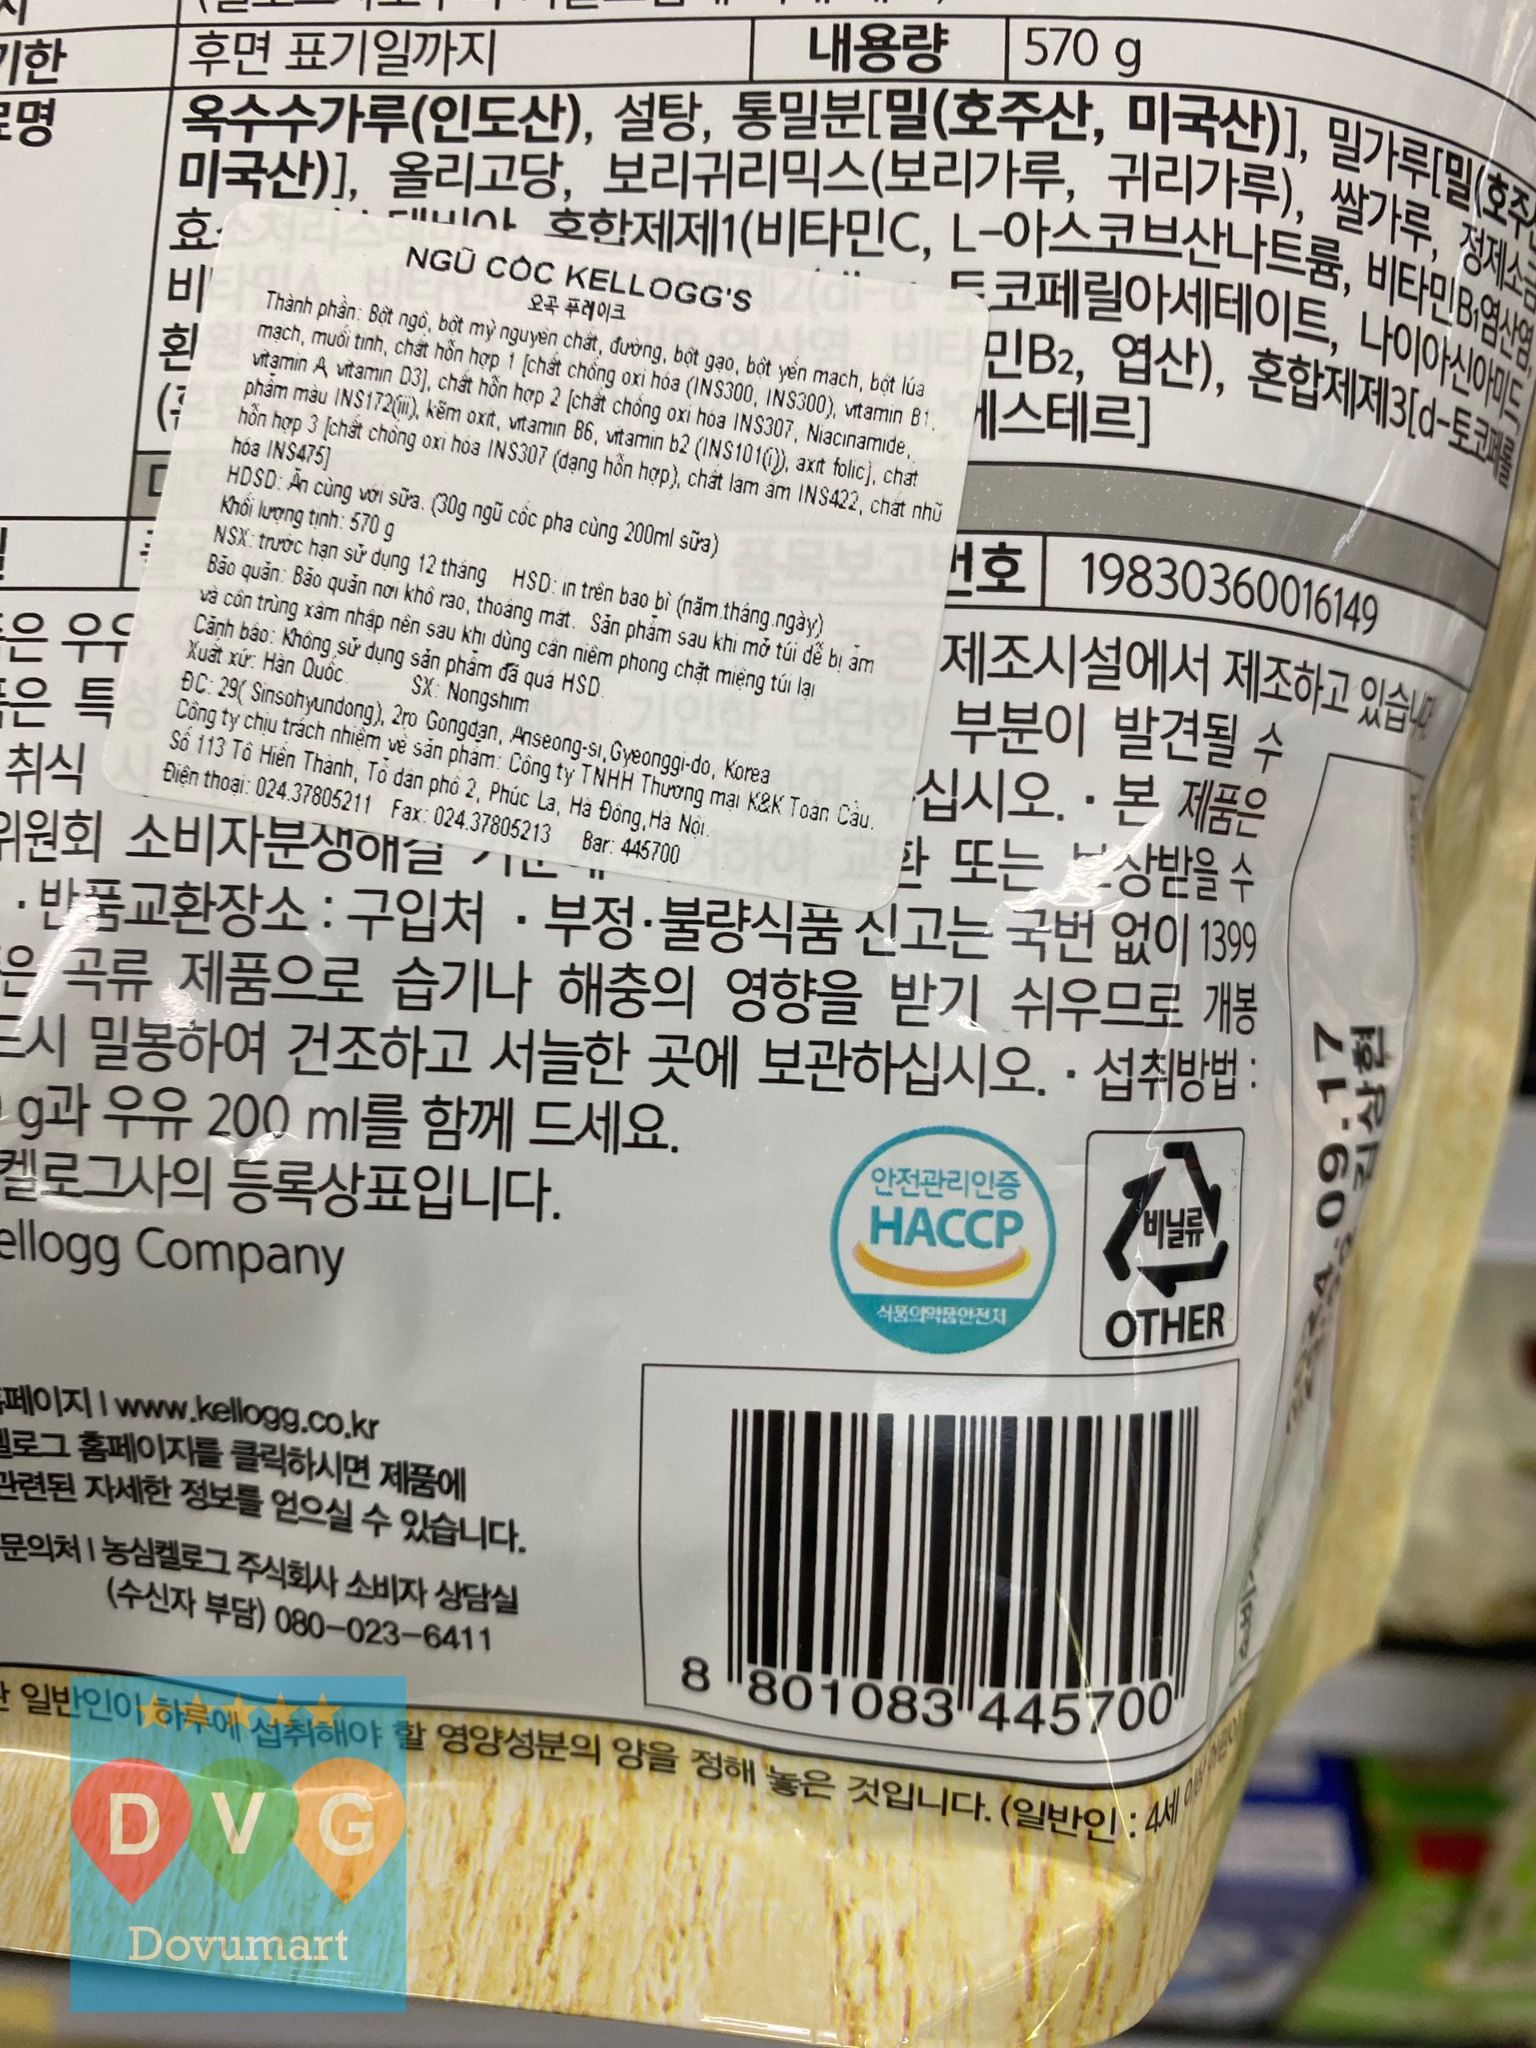 기한 후면 표기일까지 내용량 570 g
료명 옥수수가루(인도산), 설탕, 통밀분[밀(호주산, 미국산)], 밀가루[밀(호주산,
미국산)], 올리고당, 보리귀리믹스(보리가루, 귀리가루), 쌀가루, 정제소금
혼합제제1(비타민C, L-아스코브산나트륨, 비타민B₁염산염,
토코페릴아세테이트, 나이아신아미드,
민B₂, 엽산), 혼합제제3[d-토코페롤
에스테르]
NGŨ CỐC KELLOGG'S
오곡 푸레이크
Thành phần: Bột ngô, bột mỳ nguyên chất, đường, bột gạo, bột yến mạch, bột lúa
mạch, muối tinh, chất hỗn hợp 1 [chất chống oxi hóa (INS300, INS300), vitamin B1,
vitamin A, vitamin D3], chất hỗn hợp 2 [chất chống oxi hóa INS307, Niacinamide,
phẩm màu INS172(iii), kẽm oxit, vitamin B6, vitamin b2 (INS101(i)), axit folic], chất
hỗn hợp 3 [chất chống oxi hóa INS307 (dạng hỗn hợp), chất làm ẩm INS422, chất nhũ
hóa INS475]
HDSD: Ăn cùng với sữa. (30g ngũ cốc pha cùng 200ml sữa)
Khối lượng tịnh: 570 g
NSX: trước hạn sử dụng 12 tháng HSD: in trên bao bì (năm.tháng.ngày)
Bảo quản: Bảo quản nơi khô ráo, thoáng mát. Sản phẩm sau khi mở túi dễ bị ẩm
và côn trùng xâm nhập nên sau khi dùng cần niêm phong chặt miệng túi lại
Cảnh báo: Không sử dụng sản phẩm đã quá HSD.
Xuất xứ: Hàn Quốc. SX: Nongshim
ĐC: 29( Sinsohyundong), 2ro Gongdan, Anseong-si, Gyeonggi-do, Korea
Công ty chịu trách nhiệm về sản phẩm: Công ty TNHH Thương mại K&K Toàn Cầu.
Số 113 Tô Hiến Thành, Tổ dân phố 2, Phúc La, Hà Đông, Hà Nội.
Điện thoại: 024.37805211 Fax: 024.37805213 Bar: 445700
번호 19830360016149
은 우유 제조시설에서 제조하고 있습니다
은 특 부분이 발견될 수
취식 십시오. · 본 제품은
위원회 소비자분쟁해결 환 또는 보상받을 수
· 반품교환장소 : 구입처 · 부정·불량식품 신고는 국번 없이 1399
은 곡류 제품으로 습기나 해충의 영향을 받기 쉬우므로 개봉
드시 밀봉하여 건조하고 서늘한 곳에 보관하십시오. · 섭취방법 :
g과 우유 200 ml를 함께 드세요.
켈로그사의 등록상표입니다.
ellogg Company
안전관리인증
HACCP
식품의약품안전처
비닐류
OTHER
09.17
홈페이지 | www.kellogg.co.kr
켈로그 홈페이지를 클릭하시면 제품에
관련된 자세한 정보를 얻으실 수 있습니다.
문의처 | 농심켈로그 주식회사 소비자 상담실
(수신자 부담) 080-023-6411
8 801083 445700
일반인이 하루에 섭취해야 할 영양성분의 양을 정해 놓은 것입니다. (일반인 : 4세
DVG
Dovumart